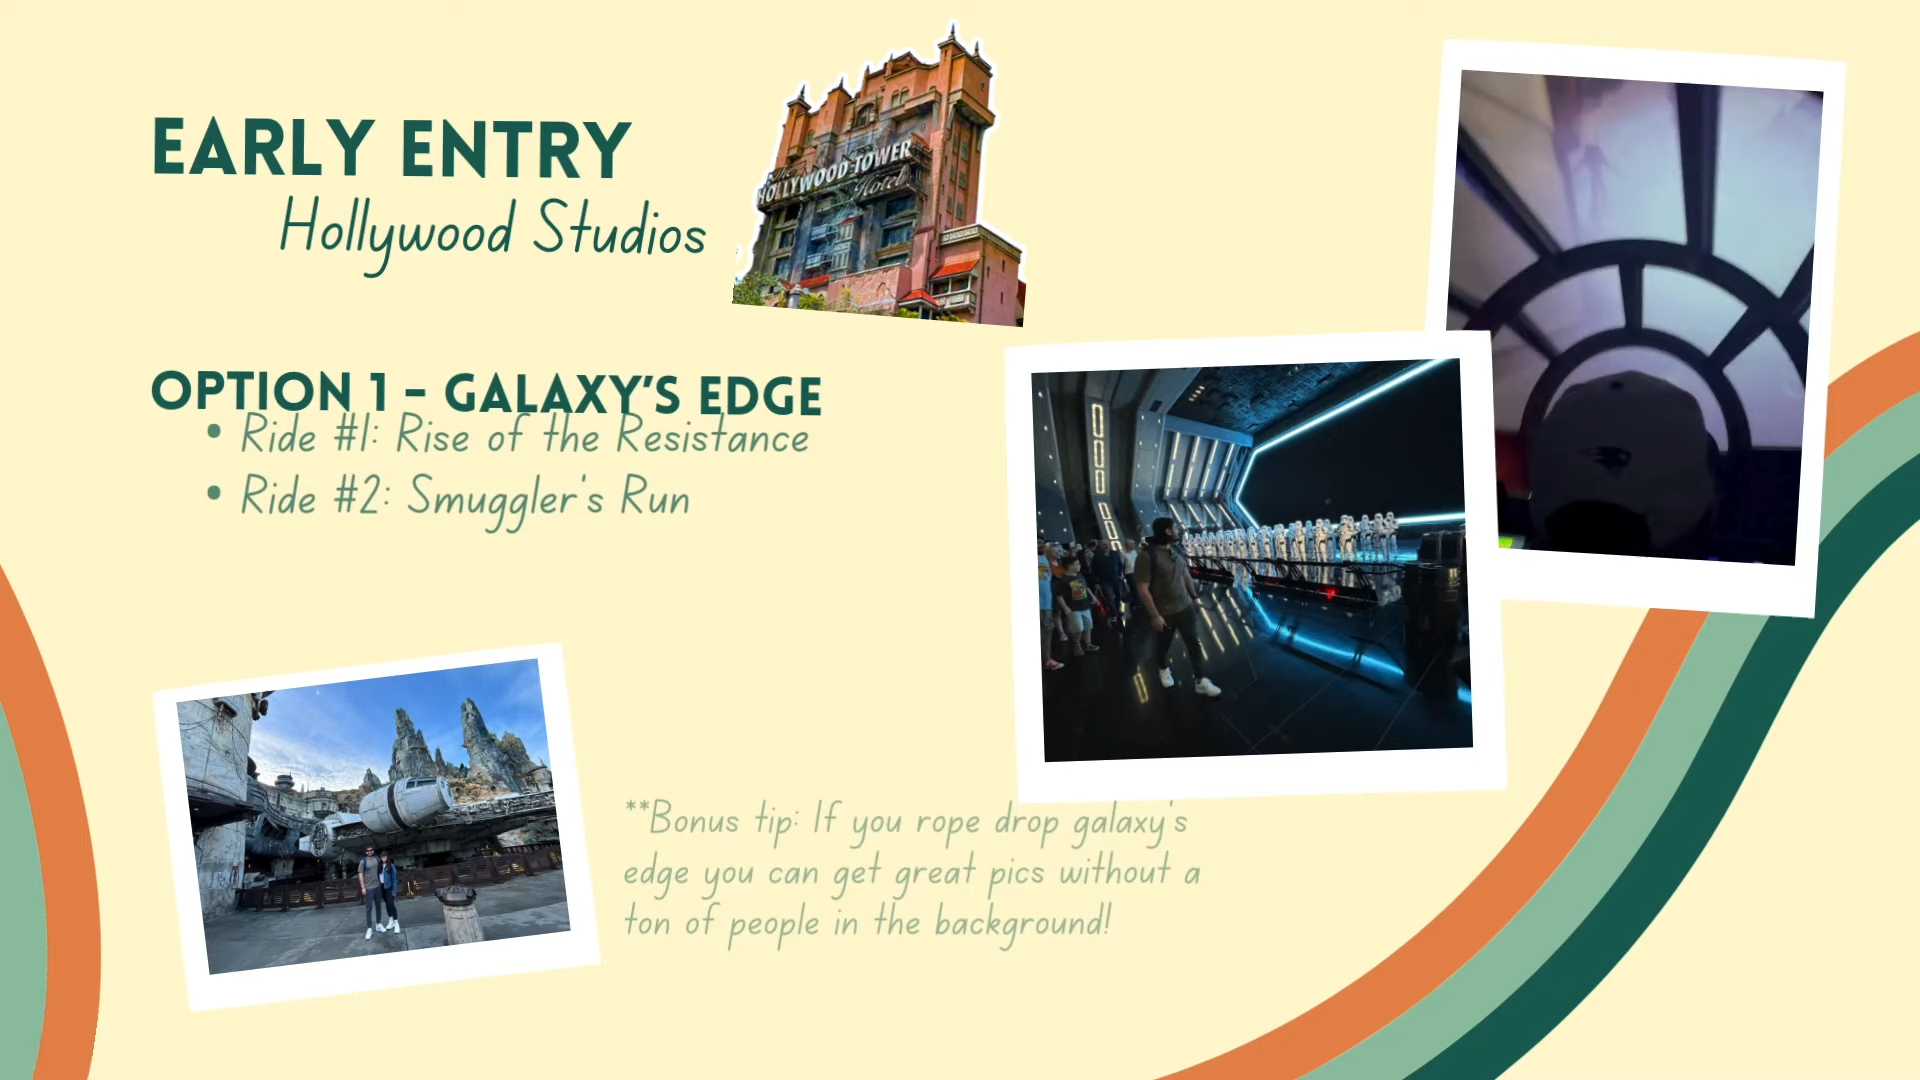 EARLY ENTRY
Hollywood Studios
The
HOLLYWOOD TOWER
Hotel
OPTION 1 - GALAXY'S EDGE
• Ride #1: Rise of the Resistance
• Ride #2: Smuggler's Run
**Bonus tip: If you rope drop galaxy's
edge you can get great pics without a
ton of people in the background!